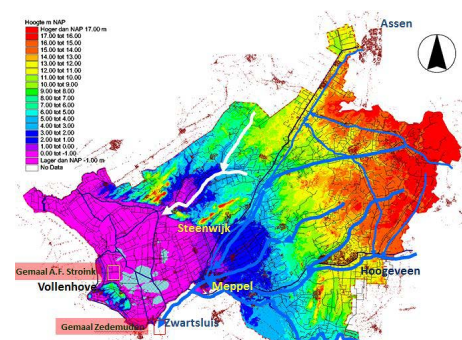 Hoogte m NAP
Hoger dan NAP 17.00 m
17.00 tot 16.00
16.00 tot 15.00
15.00 tot 14.00
14.00 tot 13.00
13.00 tot 12.00
12.00 tot 11.00
11.00 tot 10.00
10.00 tot 9.00
9.00 tot 8.00
8.00 tot 7.00
7.00 tot 6.00
6.00 tot 5.00
5.00 tot 4.00
4.00 tot 3.00
3.00 tot 2.00
2.00 tot 1.00
1.00 tot 0.00
0.00 tot -1.00
Lager dan NAP -1.00 m
No Data
Assen
Steenwijk
Gemaal A.F. Stroink
Vollenhove
Meppel
Hoogeveen
Gemaal Zedemuden
Zwartsluis